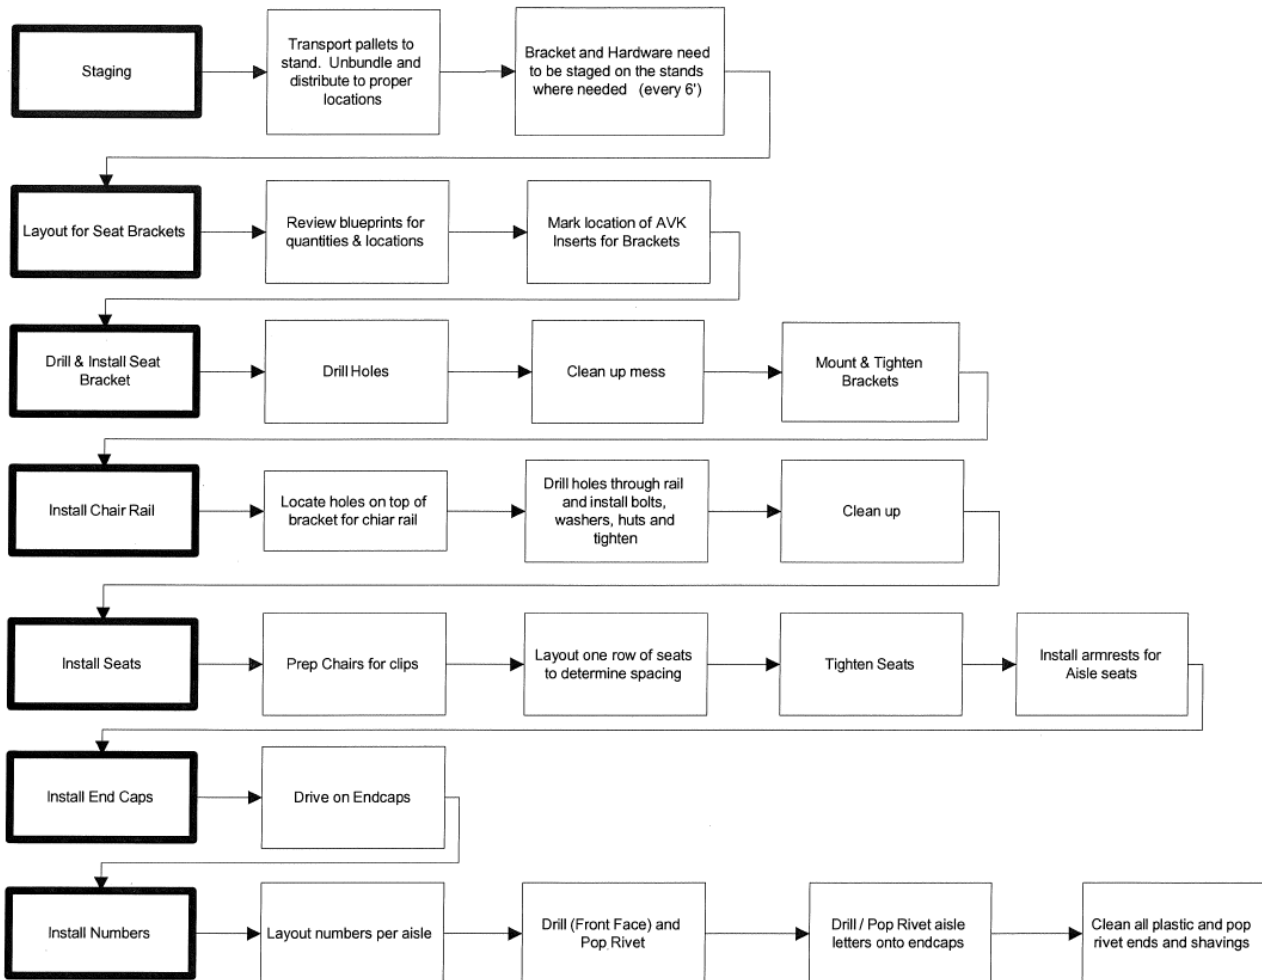 Staging
Transport pallets to
stand. Unbundle and
distribute to proper
locations
Bracket and Hardware need
to be staged on the stands
where needed (every 6')
Layout for Seat Brackets
Review blueprints for
quantities & locations
Mark location of AVK
Inserts for Brackets
Drill & Install Seat
Bracket
Drill Holes
Clean up mess
Mount & Tighten
Brackets
Install Chair Rail
Locate holes on top of
bracket for chiar rail
Drill holes through rail
and install bolts,
washers, huts and
tighten
Clean up
Install Seats
Prep Chairs for clips
Layout one row of seats
to determine spacing
Tighten Seats
Install armrests for
Aisle seats
Install End Caps
Drive on Endcaps
Install Numbers
Layout numbers per aisle
Drill (Front Face) and
Pop Rivet
Drill / Pop Rivet aisle
letters onto endcaps
Clean all plastic and pop
rivet ends and shavings